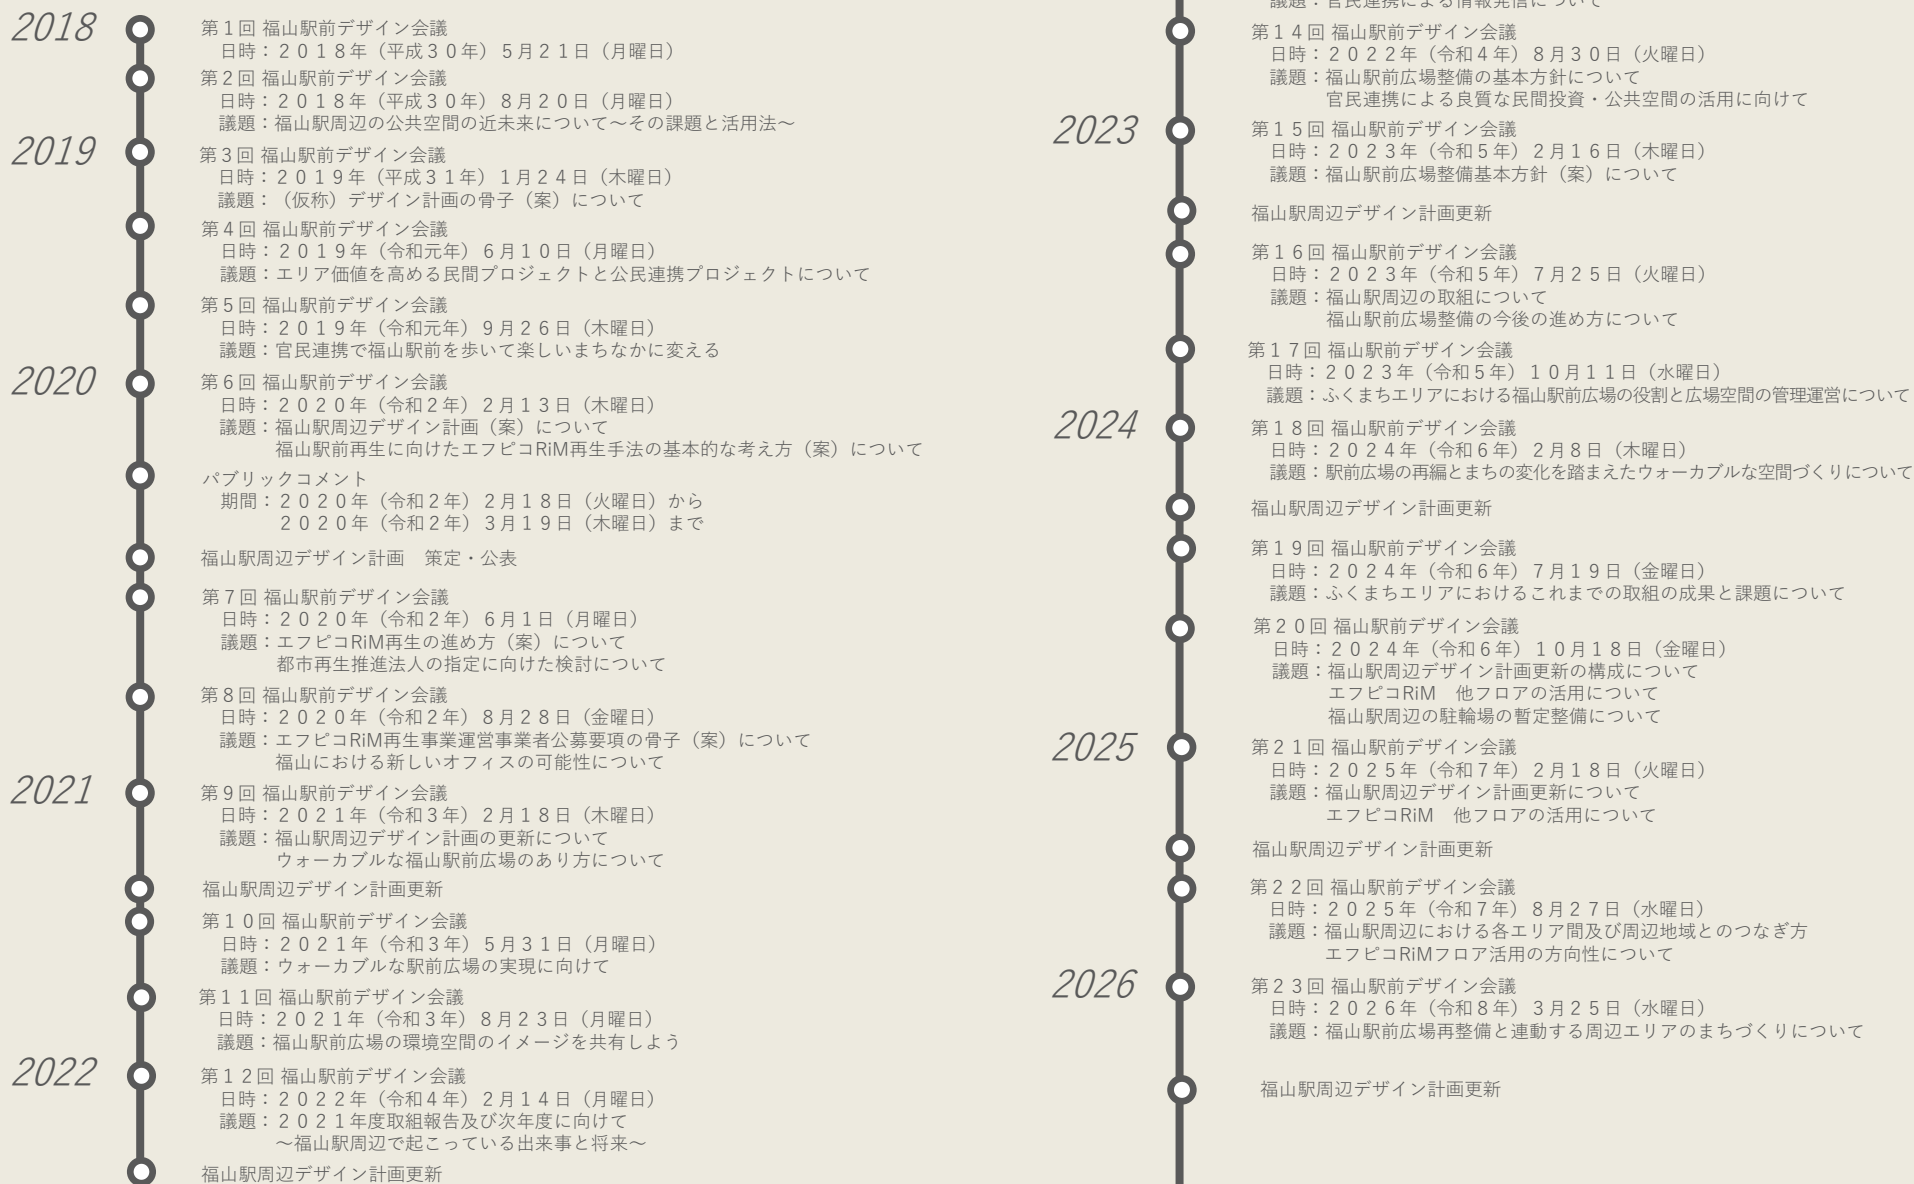 2018
第１回 福山駅前デザイン会議
日時：２０１８年（平成３０年）５月２１日（月曜日）
第２回 福山駅前デザイン会議
日時：２０１８年（平成３０年）８月２０日（月曜日）
議題：福山駅周辺の公共空間の近未来について～その課題と活用法～
2019
第３回 福山駅前デザイン会議
日時：２０１９年（平成３１年）１月２４日（木曜日）
議題：（仮称）デザイン計画の骨子（案）について
第４回 福山駅前デザイン会議
日時：２０１９年（令和元年）６月１０日（月曜日）
議題：エリア価値を高める民間プロジェクトと公民連携プロジェクトについて
第５回 福山駅前デザイン会議
日時：２０１９年（令和元年）９月２６日（木曜日）
議題：官民連携で福山駅前を歩いて楽しいまちなかに変える
2020
第６回 福山駅前デザイン会議
日時：２０２０年（令和２年）２月１３日（木曜日）
議題：福山駅周辺デザイン計画（案）について
福山駅前再生に向けたエフピコRiM再生手法の基本的な考え方（案）について
パブリックコメント
期間：２０２０年（令和２年）２月１８日（火曜日）から
２０２０年（令和２年）３月１９日（木曜日）まで
福山駅周辺デザイン計画　策定・公表
第７回 福山駅前デザイン会議
日時：２０２０年（令和２年）６月１日（月曜日）
議題：エフピコRiM再生の進め方（案）について
都市再生推進法人の指定に向けた検討について
第８回 福山駅前デザイン会議
日時：２０２０年（令和２年）８月２８日（金曜日）
議題：エフピコRiM再生事業運営事業者公募要項の骨子（案）について
福山における新しいオフィスの可能性について
2021
第９回 福山駅前デザイン会議
日時：２０２１年（令和３年）２月１８日（木曜日）
議題：福山駅周辺デザイン計画の更新について
ウォーカブルな福山駅前広場のあり方について
福山駅周辺デザイン計画更新
第１０回 福山駅前デザイン会議
日時：２０２１年（令和３年）５月３１日（月曜日）
議題：ウォーカブルな駅前広場の実現に向けて
第１１回 福山駅前デザイン会議
日時：２０２１年（令和３年）８月２３日（月曜日）
議題：福山駅前広場の環境空間のイメージを共有しよう
2022
第１２回 福山駅前デザイン会議
日時：２０２２年（令和４年）２月１４日（月曜日）
議題：２０２１年度取組報告及び次年度に向けて
～福山駅周辺で起こっている出来事と将来～
福山駅周辺デザイン計画更新
議題：官民連携による情報発信について
第１４回 福山駅前デザイン会議
日時：２０２２年（令和４年）８月３０日（火曜日）
議題：福山駅前広場整備の基本方針について
官民連携による良質な民間投資・公共空間の活用に向けて
2023
第１５回 福山駅前デザイン会議
日時：２０２３年（令和５年）２月１６日（木曜日）
議題：福山駅前広場整備基本方針（案）について
福山駅周辺デザイン計画更新
第１６回 福山駅前デザイン会議
日時：２０２３年（令和５年）７月２５日（火曜日）
議題：福山駅周辺の取組について
福山駅前広場整備の今後の進め方について
第１７回 福山駅前デザイン会議
日時：２０２３年（令和５年）１０月１１日（水曜日）
議題：ふくまちエリアにおける福山駅前広場の役割と広場空間の管理運営について
2024
第１８回 福山駅前デザイン会議
日時：２０２４年（令和６年）２月８日（木曜日）
議題：駅前広場の再編とまちの変化を踏まえたウォーカブルな空間づくりについて
福山駅周辺デザイン計画更新
第１９回 福山駅前デザイン会議
日時：２０２４年（令和６年）７月１９日（金曜日）
議題：ふくまちエリアにおけるこれまでの取組の成果と課題について
第２０回 福山駅前デザイン会議
日時：２０２４年（令和６年）１０月１８日（金曜日）
議題：福山駅周辺デザイン計画更新の構成について
エフピコRiM　他フロアの活用について
福山駅周辺の駐輪場の暫定整備について
2025
第２１回 福山駅前デザイン会議
日時：２０２５年（令和７年）２月１８日（火曜日）
議題：福山駅周辺デザイン計画更新について
エフピコRiM　他フロアの活用について
福山駅周辺デザイン計画更新
第２２回 福山駅前デザイン会議
日時：２０２５年（令和７年）８月２７日（水曜日）
議題：福山駅周辺における各エリア間及び周辺地域とのつなぎ方
エフピコRiMフロア活用の方向性について
2026
第２３回 福山駅前デザイン会議
日時：２０２６年（令和８年）３月２５日（水曜日）
議題：福山駅前広場再整備と連動する周辺エリアのまちづくりについて
福山駅周辺デザイン計画更新